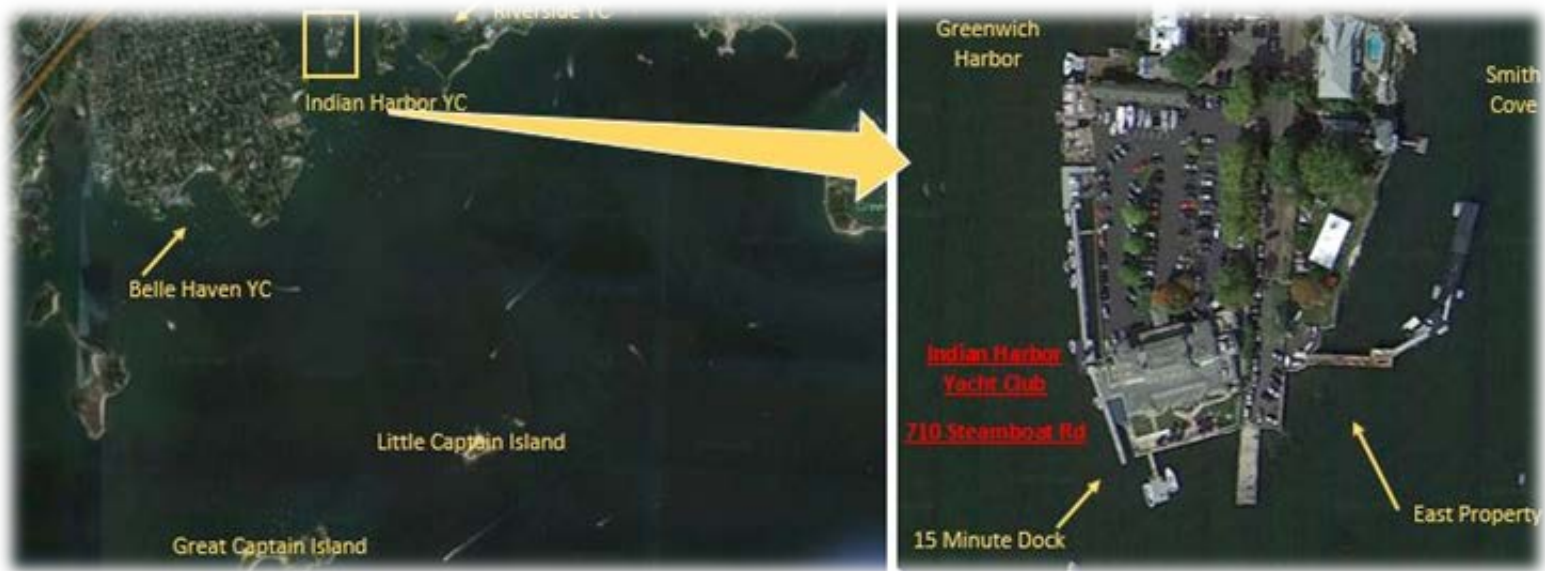 Riverside YC
Indian Harbor YC
Belle Haven YC
Little Captain Island
Great Captain Island
Greenwich
Harbor
Smith
Cove
Indian Harbor
Yacht Club
710 Steamboat Rd
15 Minute Dock
East Property